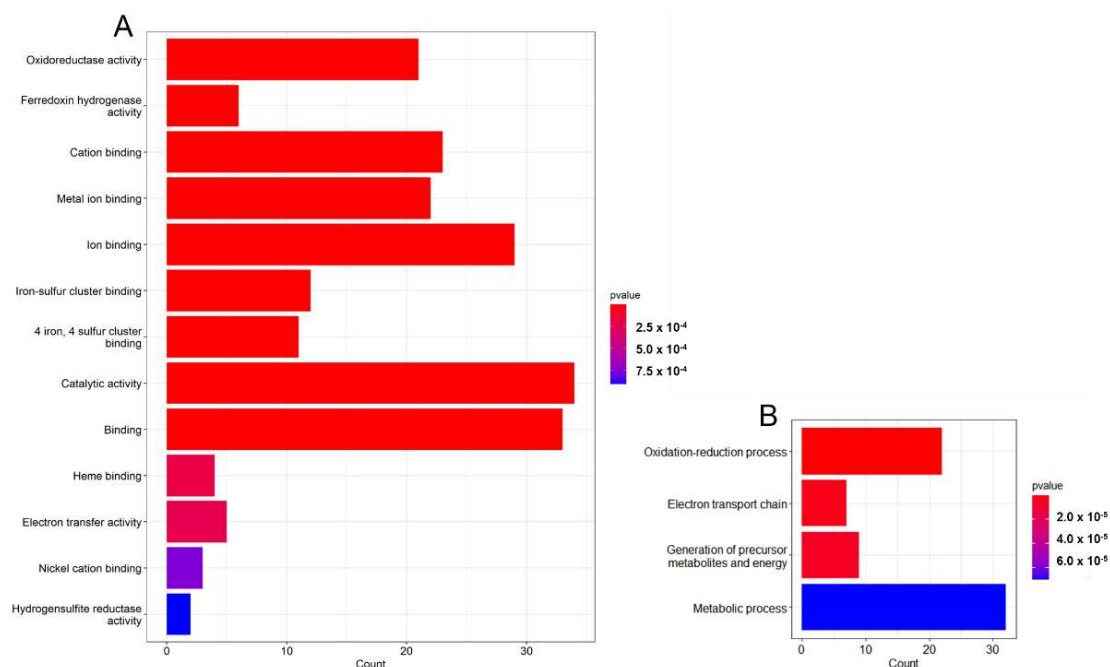 A
Oxidoreductase activity
Ferredoxin hydrogenase
activity
Cation binding
Metal ion binding
Ion binding
Iron-sulfur cluster binding
4 iron, 4 sulfur cluster
binding
Catalytic activity
Binding
Heme binding
Electron transfer activity
Nickel cation binding
Hydrogensulfite reductase
activity
0 10 20 30
Count
pvalue
2.5 x 10⁻⁴
5.0 x 10⁻⁴
7.5 x 10⁻⁴
B
Oxidation-reduction process
Electron transport chain
Generation of precursor
metabolites and energy
Metabolic process
0 10 20 30
Count
pvalue
2.0 x 10⁻⁵
4.0 x 10⁻⁵
6.0 x 10⁻⁵